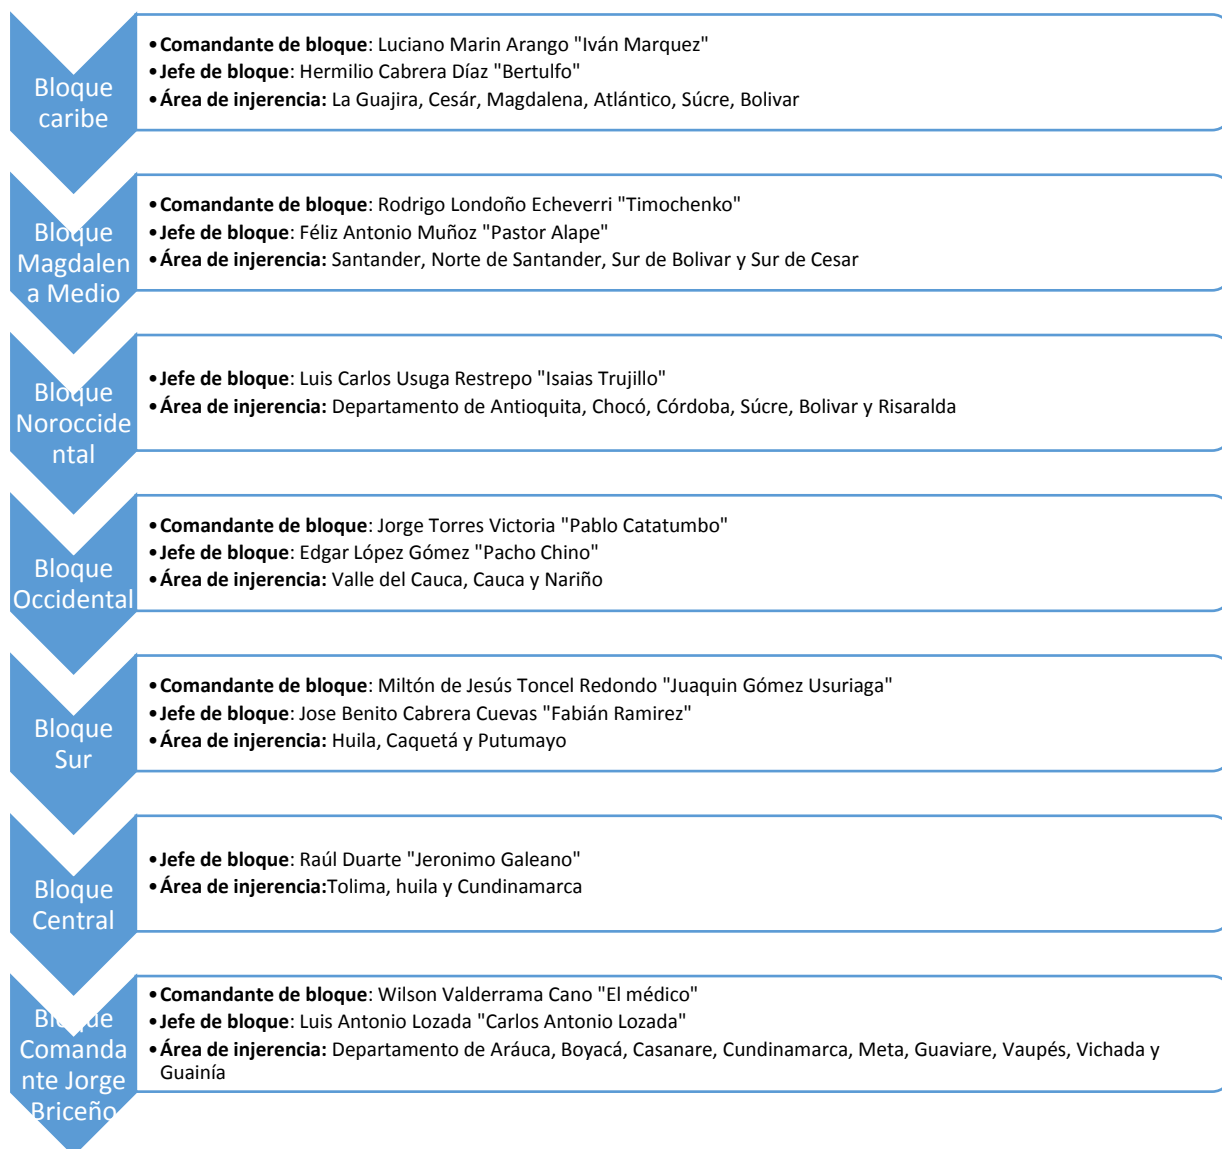 Bloque
caribe
•Comandante de bloque: Luciano Marin Arango "Iván Marquez"
•Jefe de bloque: Hermilio Cabrera Díaz "Bertulfo"
•Área de injerencia: La Guajira, Cesár, Magdalena, Atlántico, Súcre, Bolivar
Bloque
Magdalen
a Medio
•Comandante de bloque: Rodrigo Londoño Echeverri "Timochenko"
•Jefe de bloque: Féliz Antonio Muñoz "Pastor Alape"
•Área de injerencia: Santander, Norte de Santander, Sur de Bolivar y Sur de Cesar
Bloque
Noroccide
ntal
•Jefe de bloque: Luis Carlos Usuga Restrepo "Isaias Trujillo"
•Área de injerencia: Departamento de Antioquita, Chocó, Córdoba, Súcre, Bolivar y Risaralda
Bloque
Occidental
•Comandante de bloque: Jorge Torres Victoria "Pablo Catatumbo"
•Jefe de bloque: Edgar López Gómez "Pacho Chino"
•Área de injerencia: Valle del Cauca, Cauca y Nariño
Bloque
Sur
•Comandante de bloque: Miltón de Jesús Toncel Redondo "Juaquin Gómez Usuriaga"
•Jefe de bloque: Jose Benito Cabrera Cuevas "Fabián Ramirez"
•Área de injerencia: Huila, Caquetá y Putumayo
Bloque
Central
•Jefe de bloque: Raúl Duarte "Jeronimo Galeano"
•Área de injerencia:Tolima, huila y Cundinamarca
Bloque
Comanda
nte Jorge
Briceño
•Comandante de bloque: Wilson Valderrama Cano "El médico"
•Jefe de bloque: Luis Antonio Lozada "Carlos Antonio Lozada"
•Área de injerencia: Departamento de Aráuca, Boyacá, Casanare, Cundinamarca, Meta, Guaviare, Vaupés, Vichada y
Guainía